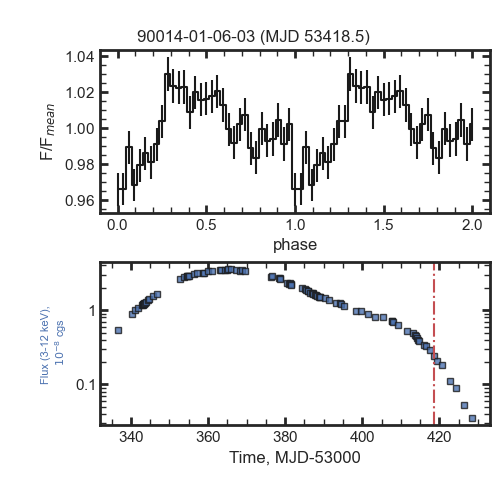 90014-01-06-03 (MJD 53418.5)
1.04
1.02
1.00
0.98
0.96
F/F_mean
0.0 0.5 1.0 1.5 2.0
phase
1
0.1
Flux (3-12 keV),
10⁻⁸ cgs
340 360 380 400 420
Time, MJD-53000